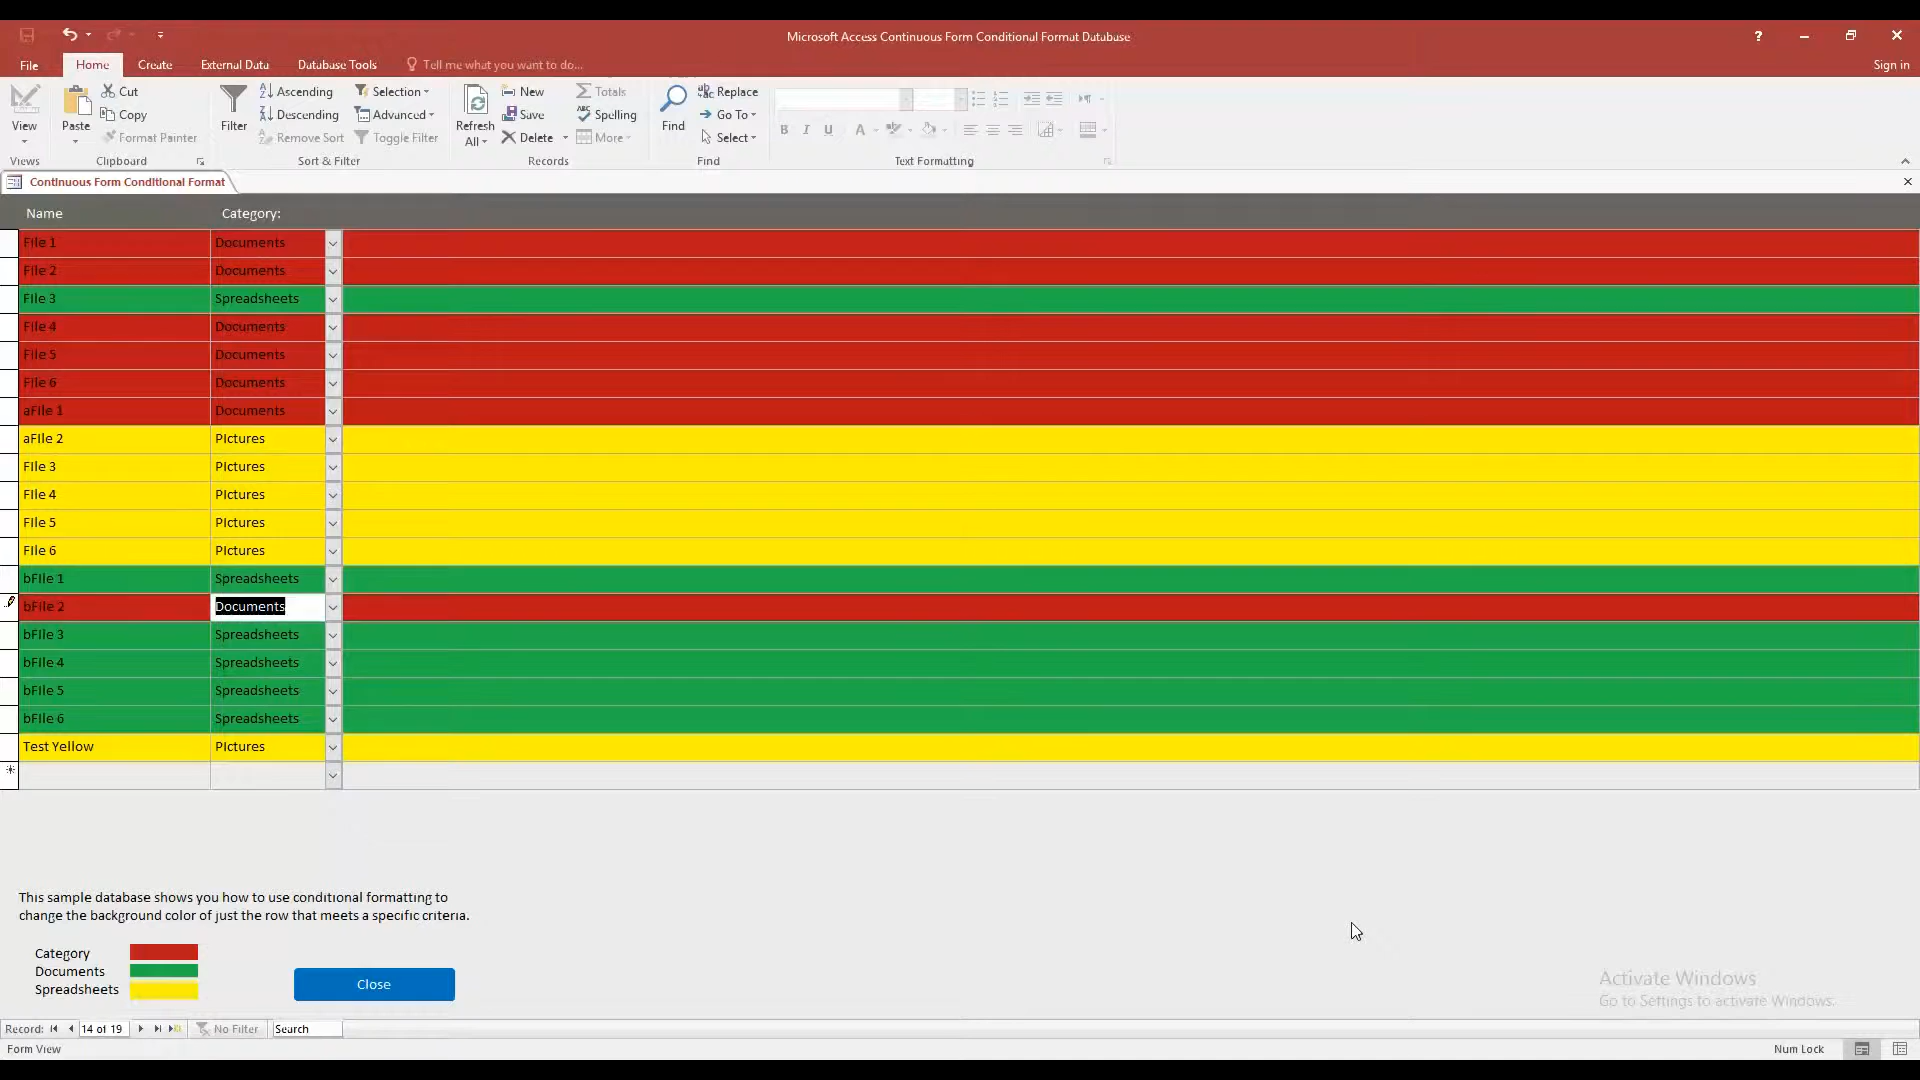 Microsoft Access Continuous Form Conditional Format Database
?
File Home Create External Data Database Tools Tell me what you want to do... Sign in
View Paste Cut Copy Format Painter
Filter Ascending Descending Remove Sort Selection Advanced Toggle Filter
Refresh All New Save Delete Totals Spelling More
Find Replace Go To Select
B I U A
Views Clipboard Sort & Filter Records Find Text Formatting
Continuous Form Conditional Format
Name Category:
File 1 Documents
File 2 Documents
File 3 Spreadsheets
File 4 Documents
File 5 Documents
File 6 Documents
aFile 1 Documents
aFile 2 Pictures
File 3 Pictures
File 4 Pictures
File 5 Pictures
File 6 Pictures
bFile 1 Spreadsheets
bFile 2 Documents
bFile 3 Spreadsheets
bFile 4 Spreadsheets
bFile 5 Spreadsheets
bFile 6 Spreadsheets
Test Yellow Pictures
This sample database shows you how to use conditional formatting to
change the background color of just the row that meets a specific criteria.
Category
Documents
Spreadsheets
Close
Activate Windows
Go to Settings to activate Windows.
Record: 14 of 19 No Filter Search
Form View Num Lock